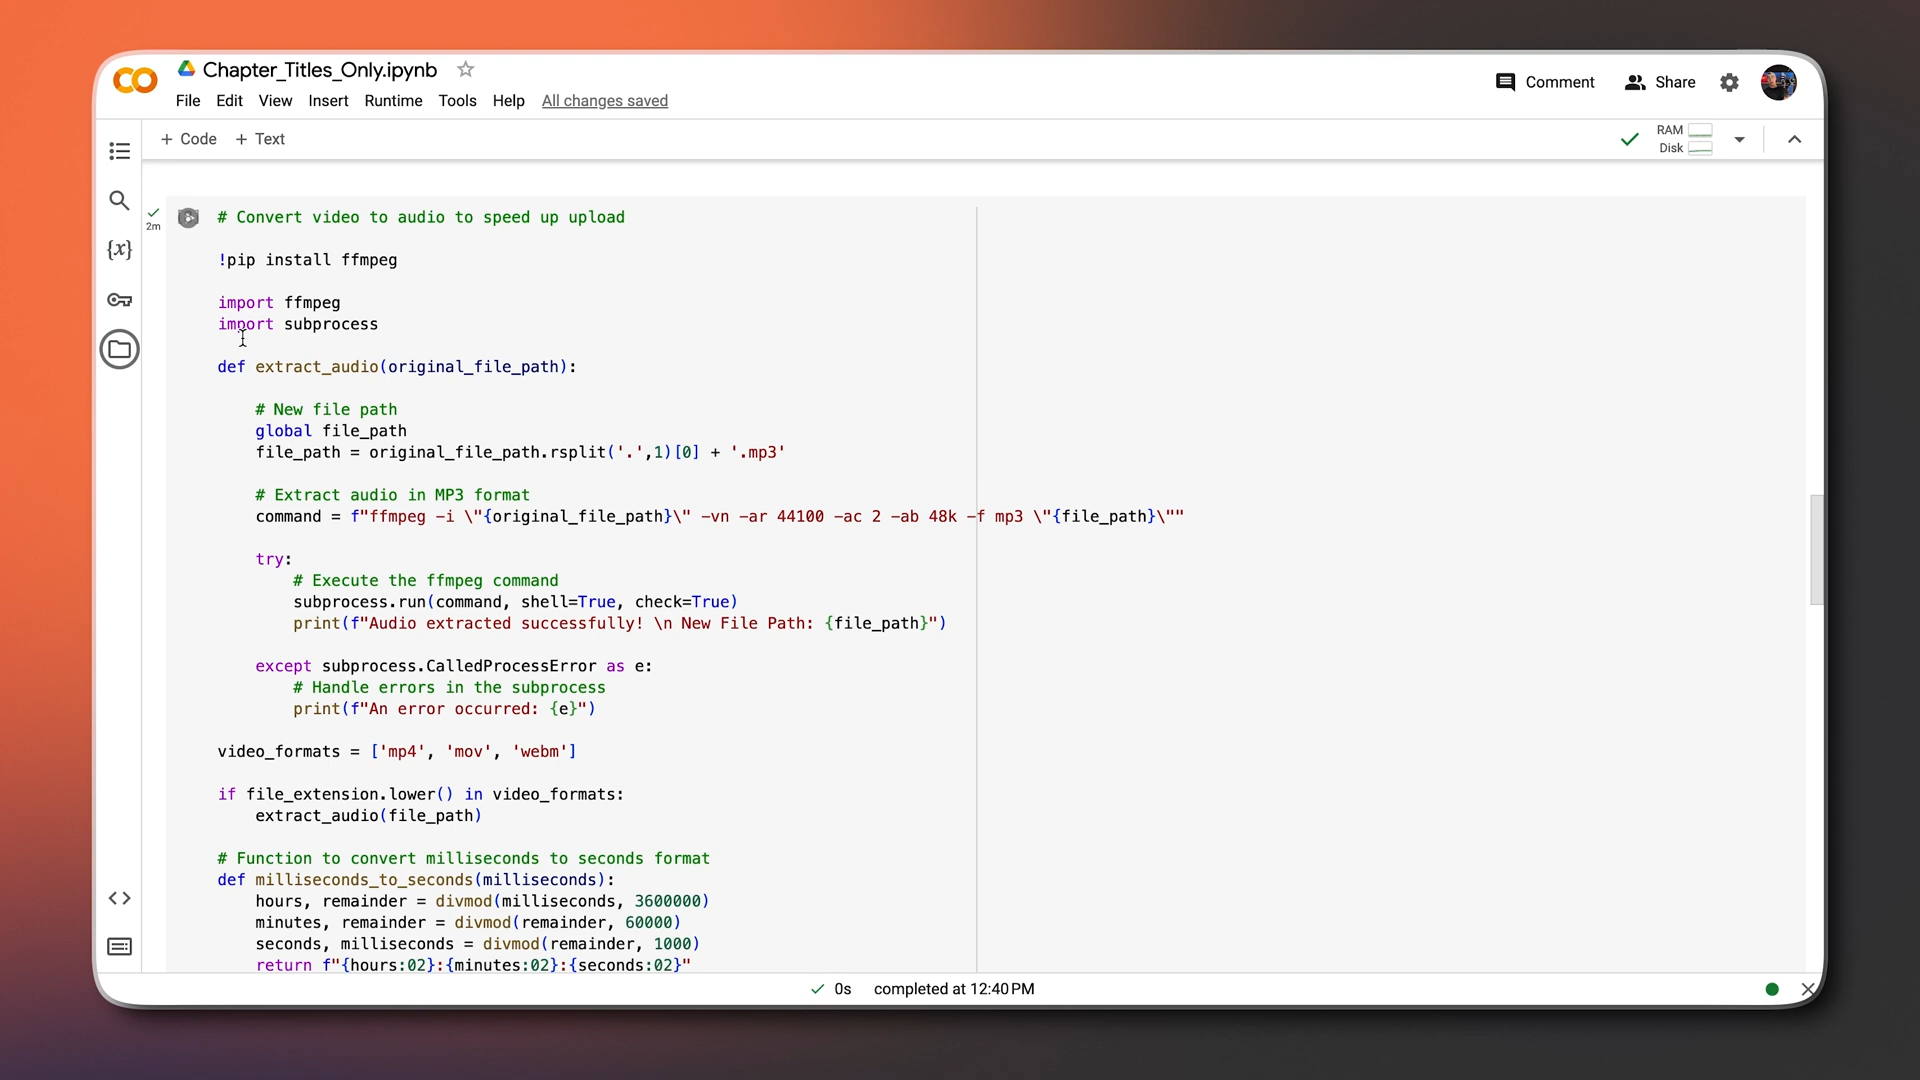 Chapter_Titles_Only.ipynb
File Edit View Insert Runtime Tools Help All changes saved
Comment Share
+ Code + Text
RAM
Disk
{x}
2m
# Convert video to audio to speed up upload
!pip install ffmpeg
import ffmpeg
import subprocess
def extract_audio(original_file_path):
# New file path
global file_path
file_path = original_file_path.rsplit('.',1)[0] + '.mp3'
# Extract audio in MP3 format
command = f"ffmpeg -i \"{original_file_path}\" -vn -ar 44100 -ac 2 -ab 48k -f mp3 \"{file_path}\""
try:
# Execute the ffmpeg command
subprocess.run(command, shell=True, check=True)
print(f"Audio extracted successfully! \n New File Path: {file_path}")
except subprocess.CalledProcessError as e:
# Handle errors in the subprocess
print(f"An error occurred: {e}")
video_formats = ['mp4', 'mov', 'webm']
if file_extension.lower() in video_formats:
extract_audio(file_path)
# Function to convert milliseconds to seconds format
def milliseconds_to_seconds(milliseconds):
hours, remainder = divmod(milliseconds, 3600000)
minutes, remainder = divmod(remainder, 60000)
seconds, milliseconds = divmod(remainder, 1000)
return f"{hours:02}:{minutes:02}:{seconds:02}"
0s completed at 12:40 PM